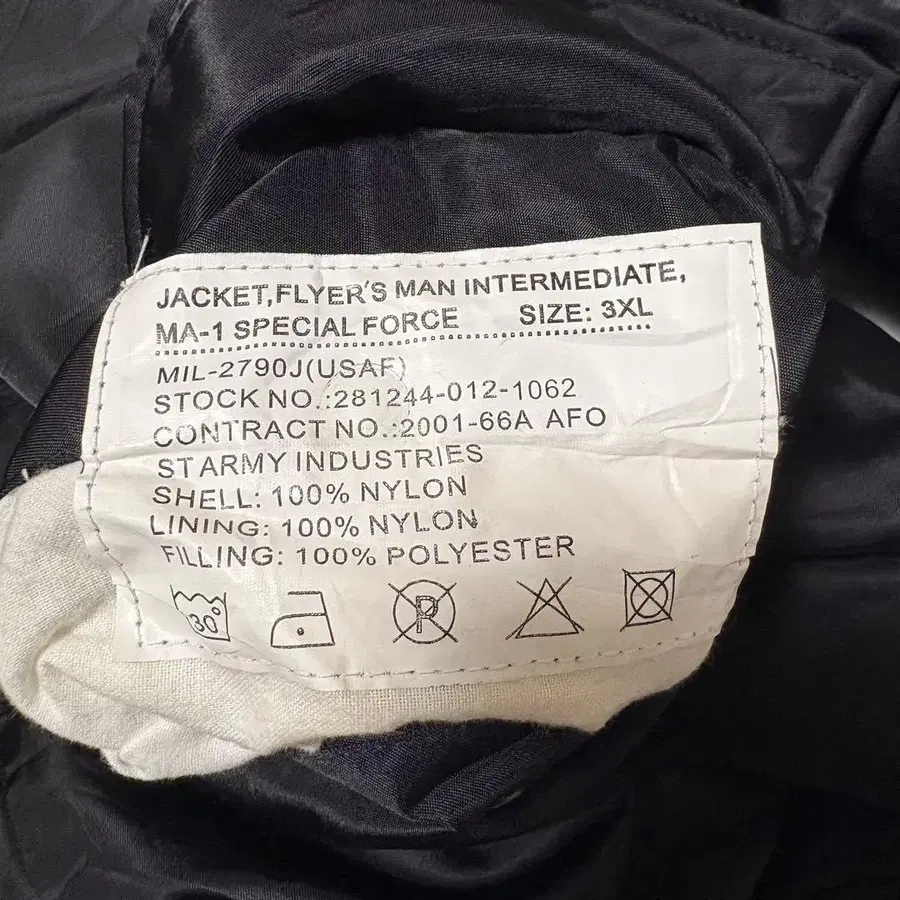 JACKET,FLYER'S MAN INTERMEDIATE,
MA-1 SPECIAL FORCE SIZE: 3XL
MIL-2790J(USAF)
STOCK NO.:281244-012-1062
CONTRACT NO.:2001-66A AFO
STARMY INDUSTRIES
SHELL: 100% NYLON
LINING: 100% NYLON
FILLING: 100% POLYESTER
30° P